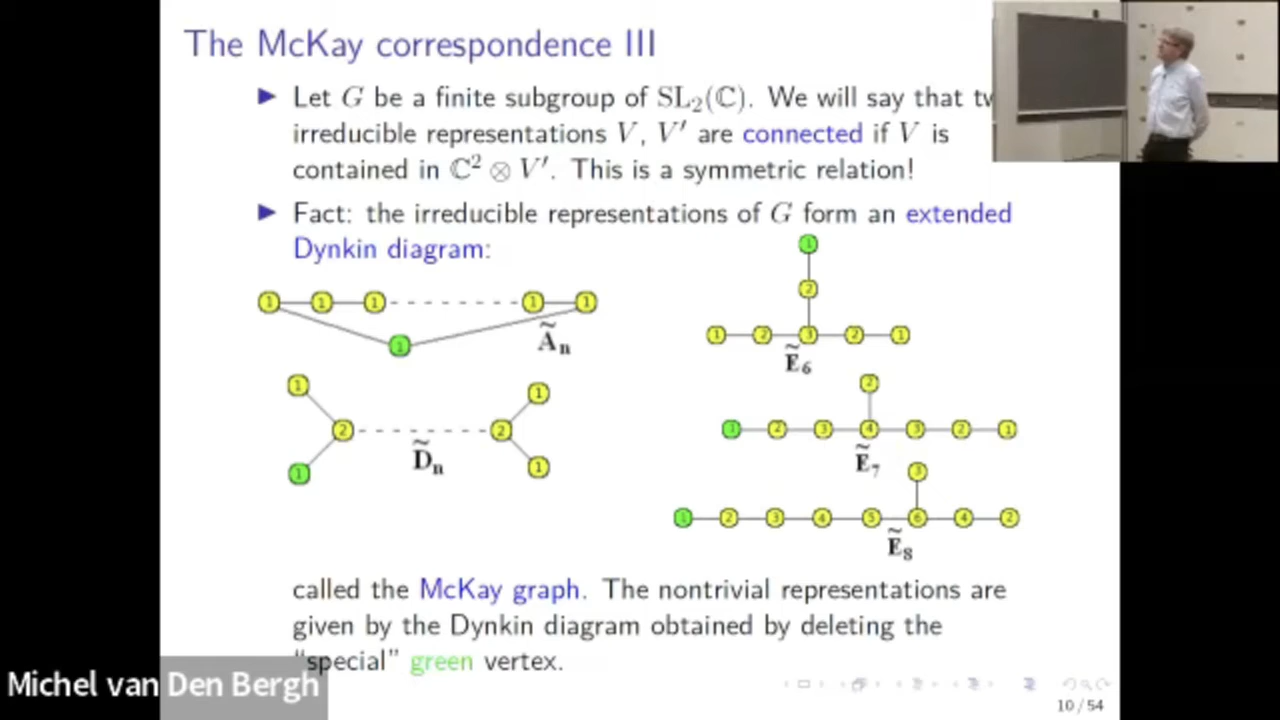 The McKay correspondence III
Let G be a finite subgroup of SL₂(ℂ). We will say that tw
irreducible representations V, V′ are connected if V is
contained in ℂ² ⊗ V′. This is a symmetric relation!
Fact: the irreducible representations of G form an extended
Dynkin diagram:
1
2
1 2 3 2 1
Ẽ₆
1 1 1 1 1
1
Ãₙ
1 1
2 2
1 1
D̃ₙ
2
1 2 3 4 3 2 1
Ẽ₇
3
1 2 3 4 5 6 4 2
Ẽ₈
called the McKay graph. The nontrivial representations are
given by the Dynkin diagram obtained by deleting the
“special” green vertex.
Michel van Den Bergh
10 / 54